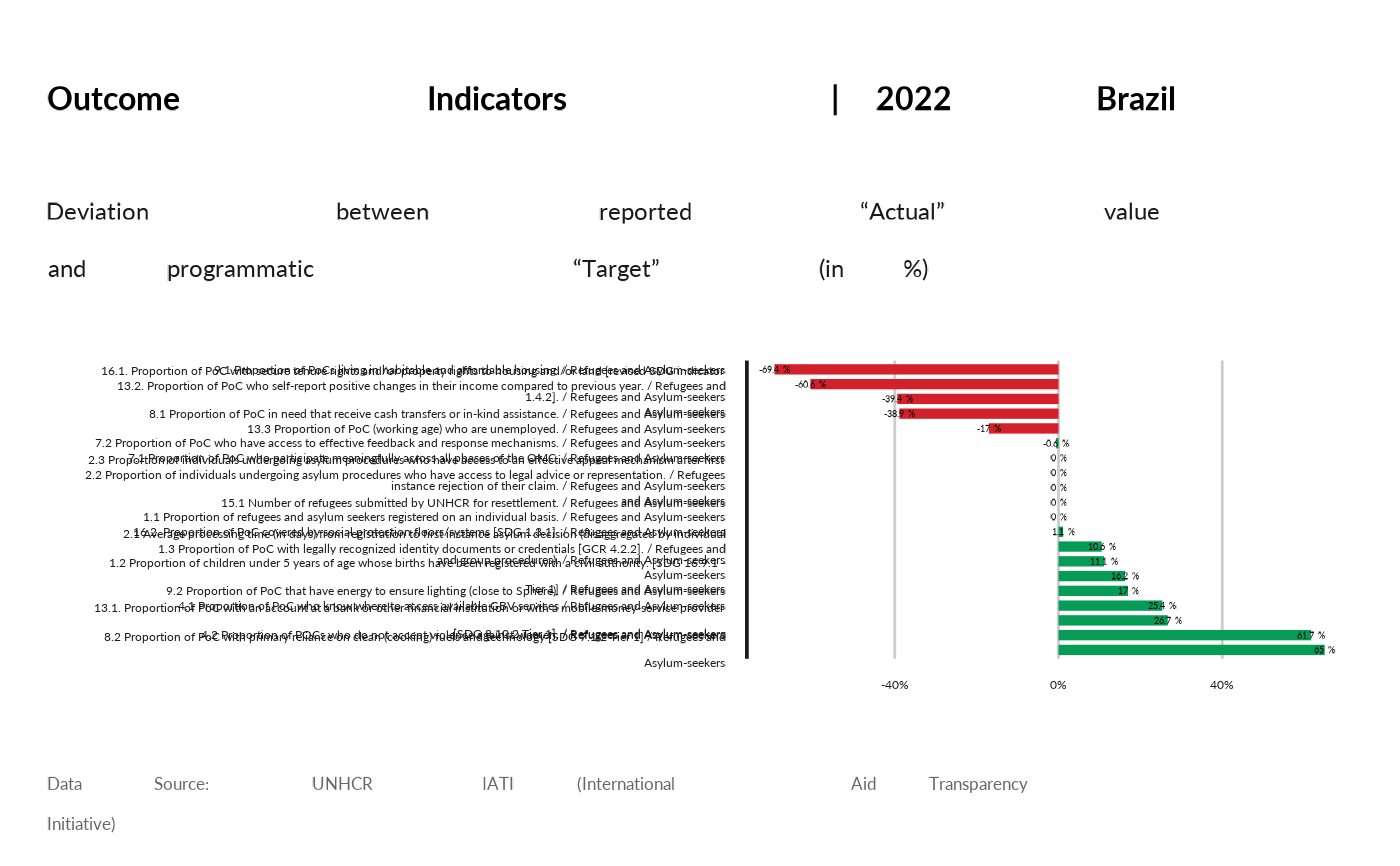 Outcome Indicators | 2022 Brazil
Deviation between reported “Actual” value
and programmatic “Target” (in %)
9.1 Proportion of PoCs living in habitable and affordable housing. / Refugees and Asylum-seekers
16.1. Proportion of PoC with secure tenure rights and/or property rights to housing and/or land [revised SDG indicator
1.4.2]. / Refugees and Asylum-seekers
13.2. Proportion of PoC who self-report positive changes in their income compared to previous year. / Refugees and
Asylum-seekers
8.1 Proportion of PoC in need that receive cash transfers or in-kind assistance. / Refugees and Asylum-seekers
13.3 Proportion of PoC (working age) who are unemployed. / Refugees and Asylum-seekers
7.2 Proportion of PoC who have access to effective feedback and response mechanisms. / Refugees and Asylum-seekers
7.1 Proportion of PoC who participate meaningfully across all phases of the OMC. / Refugees and Asylum-seekers
2.3 Proportion of individuals undergoing asylum procedures who have access to an effective appeal mechanism after first
instance rejection of their claim. / Refugees and Asylum-seekers
2.2 Proportion of individuals undergoing asylum procedures who have access to legal advice or representation. / Refugees
and Asylum-seekers
15.1 Number of refugees submitted by UNHCR for resettlement. / Refugees and Asylum-seekers
1.1 Proportion of refugees and asylum seekers registered on an individual basis. / Refugees and Asylum-seekers
16.2. Proportion of PoC covered by social protection floors/systems [SDG 1.3.1]. / Refugees and Asylum-seekers
2.1 Average processing time (in days) from registration to first instance asylum decision (disaggregated by individual
and group procedures). / Refugees and Asylum-seekers
1.3 Proportion of PoC with legally recognized identity documents or credentials [GCR 4.2.2]. / Refugees and
Asylum-seekers
1.2 Proportion of children under 5 years of age whose births have been registered with a civil authority. [SDG 16.9.1
Tier 1] / Refugees and Asylum-seekers
9.2 Proportion of PoC that have energy to ensure lighting (close to Sphere). / Refugees and Asylum-seekers
4.1 Proportion of PoC who know where to access available GBV services / Refugees and Asylum-seekers
13.1. Proportion of PoC with an account at a bank or other financial institution or with a mobile-money-service provider
[SDG 8.10.2 Tier 1]. / Refugees and Asylum-seekers
4.2 Proportion of POCs who do not accept violence against women. / Refugees and Asylum-seekers
8.2 Proportion of PoC with primary reliance on clean (cooking) fuels and technology [SDG 7.1.2 Tier 1] / Refugees and
Asylum-seekers
-69.4 %
-60.6 %
-39.4 %
-38.9 %
-17 %
-0.6 %
0 %
0 %
0 %
0 %
0 %
1.1 %
10.6 %
11.1 %
16.2 %
17 %
25.4 %
26.7 %
61.7 %
65 %
-40% 0% 40%
Data Source: UNHCR IATI (International Aid Transparency
Initiative)